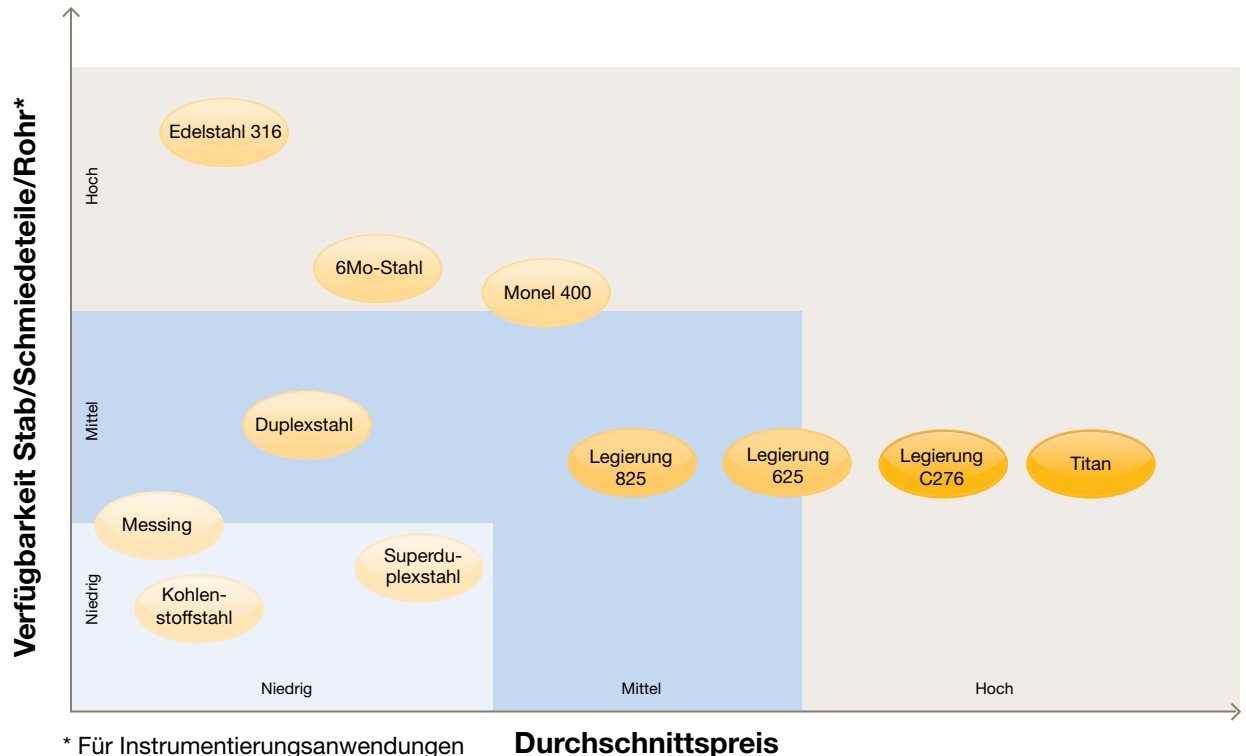 Verfügbarkeit Stab/Schmiedeteile/Rohr*
Hoch
Mittel
Niedrig
Edelstahl 316
6Mo-Stahl
Monel 400
Duplexstahl
Legierung
825
Legierung
625
Legierung
C276
Titan
Messing
Superdu-
plexstahl
Kohlen-
stoffstahl
Niedrig
Mittel
Hoch
* Für Instrumentierungsanwendungen
Durchschnittspreis